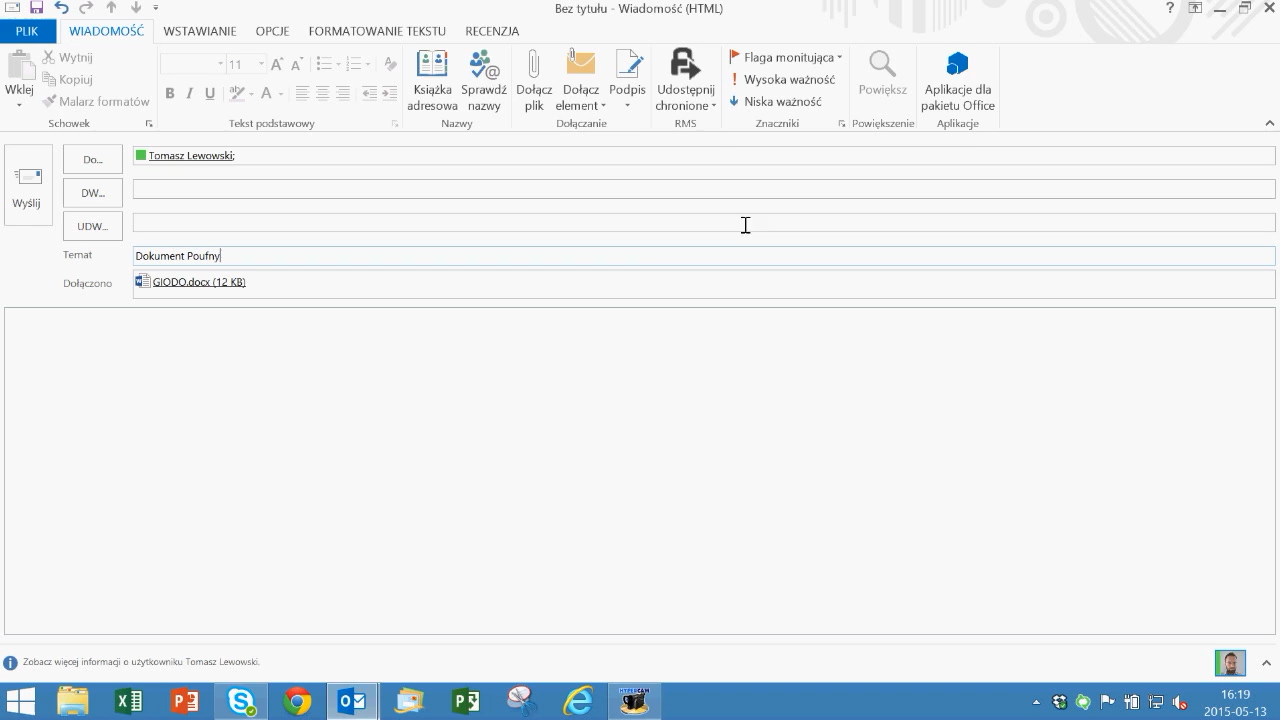 Bez tytułu - Wiadomość (HTML)
PLIK WIADOMOŚĆ WSTAWIANIE OPCJE FORMATOWANIE TEKSTU RECENZJA
Wklej
Wytnij
Kopiuj
Malarz formatów
Schowek
11
B I U
A
Tekst podstawowy
Książka adresowa
Sprawdź nazwy
Nazwy
Dołącz plik
Dołącz element
Podpis
Dołączanie
Udostępnij chronione
RMS
Flaga monitująca
Wysoka ważność
Niska ważność
Znaczniki
Powiększ
Powiększenie
Aplikacje dla pakietu Office
Aplikacje
Wyślij
Do... Tomasz Lewowski;
DW...
UDW...
Temat Dokument Poufny
Dołączono GIODO.docx (12 KB)
Zobacz więcej informacji o użytkowniku Tomasz Lewowski.
HYPERCAM
16:19
2015-05-13